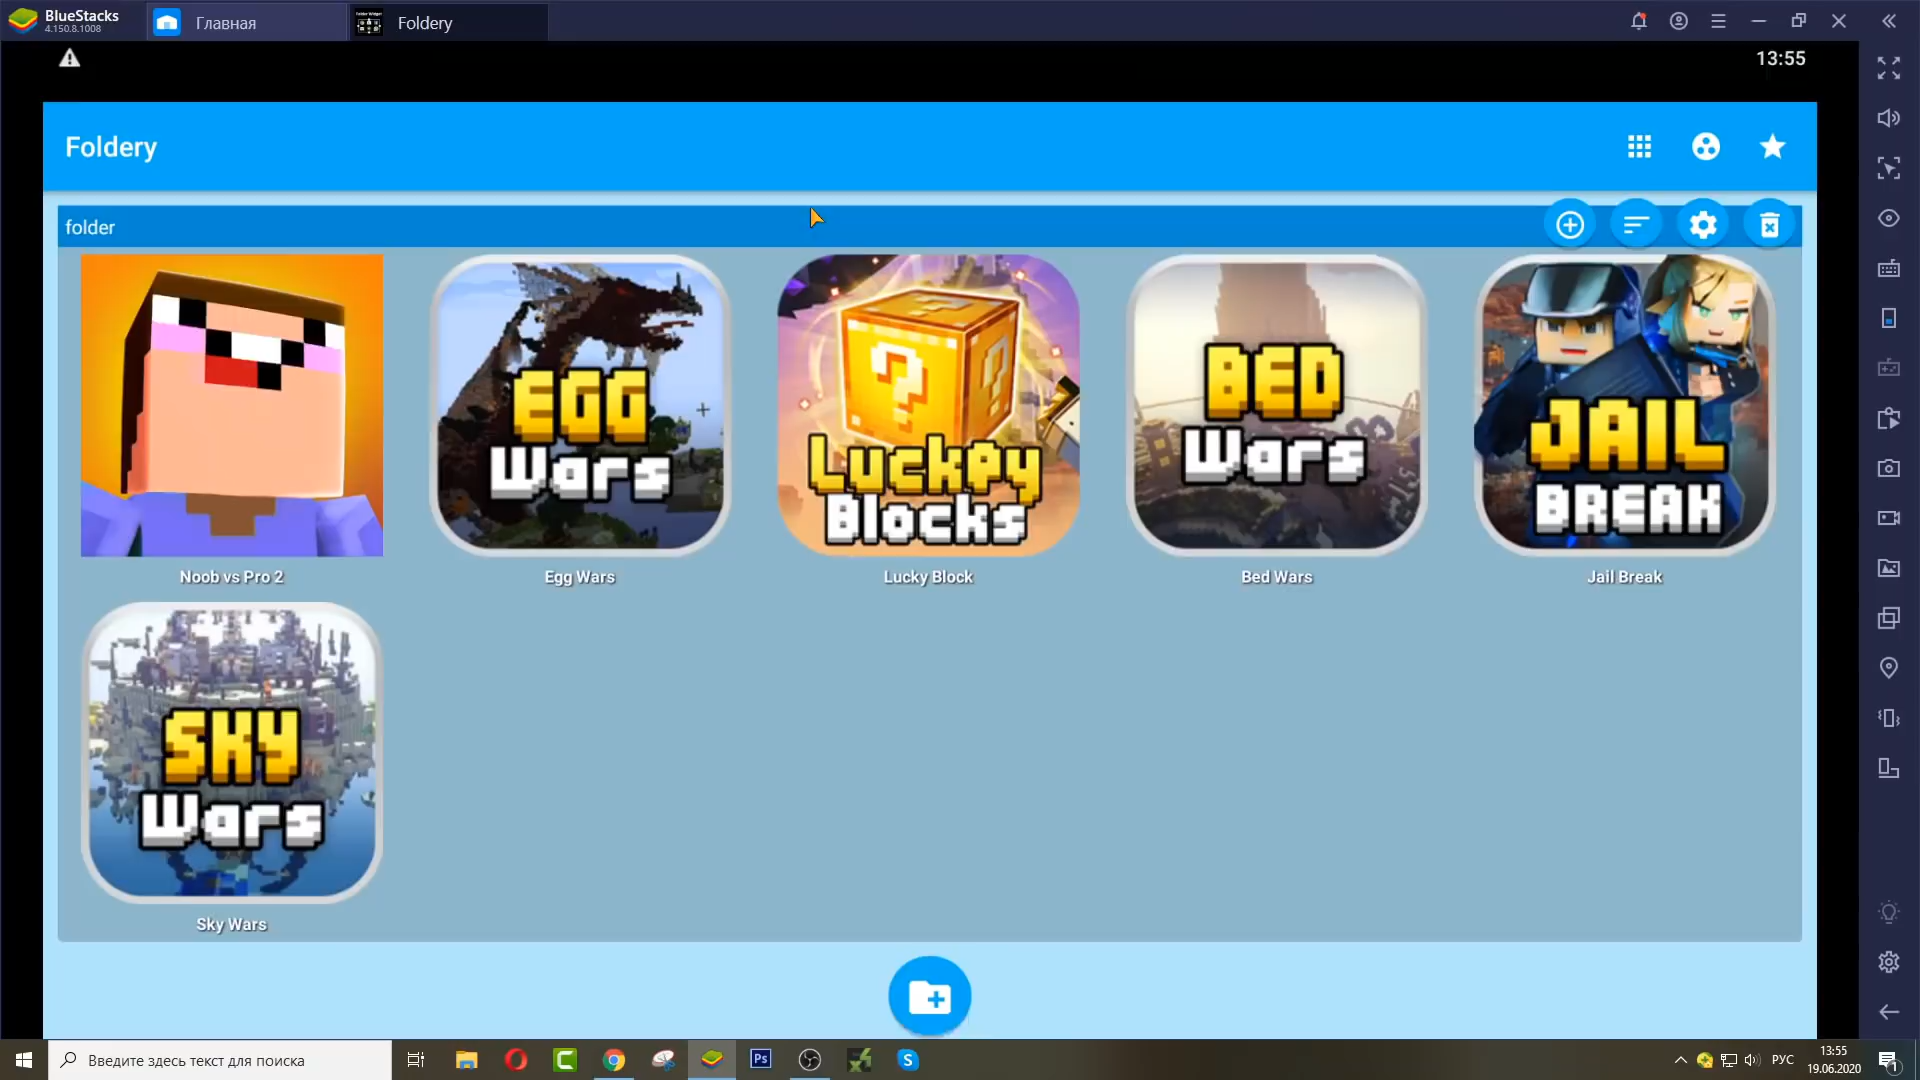 BlueStacks
4.150.8.1008
Главная
Foldery
13:55
Foldery
folder
EGG
Wars
Lucky
Blocks
BED
Wars
JAIL
BREAK
Noob vs Pro 2
Egg Wars
Lucky Block
Bed Wars
Jail Break
SKY
Wars
Sky Wars
Введите здесь текст для поиска
Ps
РУС
13:55
19.06.2020
1